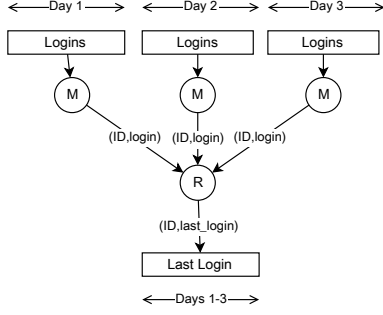 Day 1 Day 2 Day 3
Logins Logins Logins
M M M
(ID,login) (ID,login) (ID,login)
R
(ID,last_login)
Last Login
Days 1-3